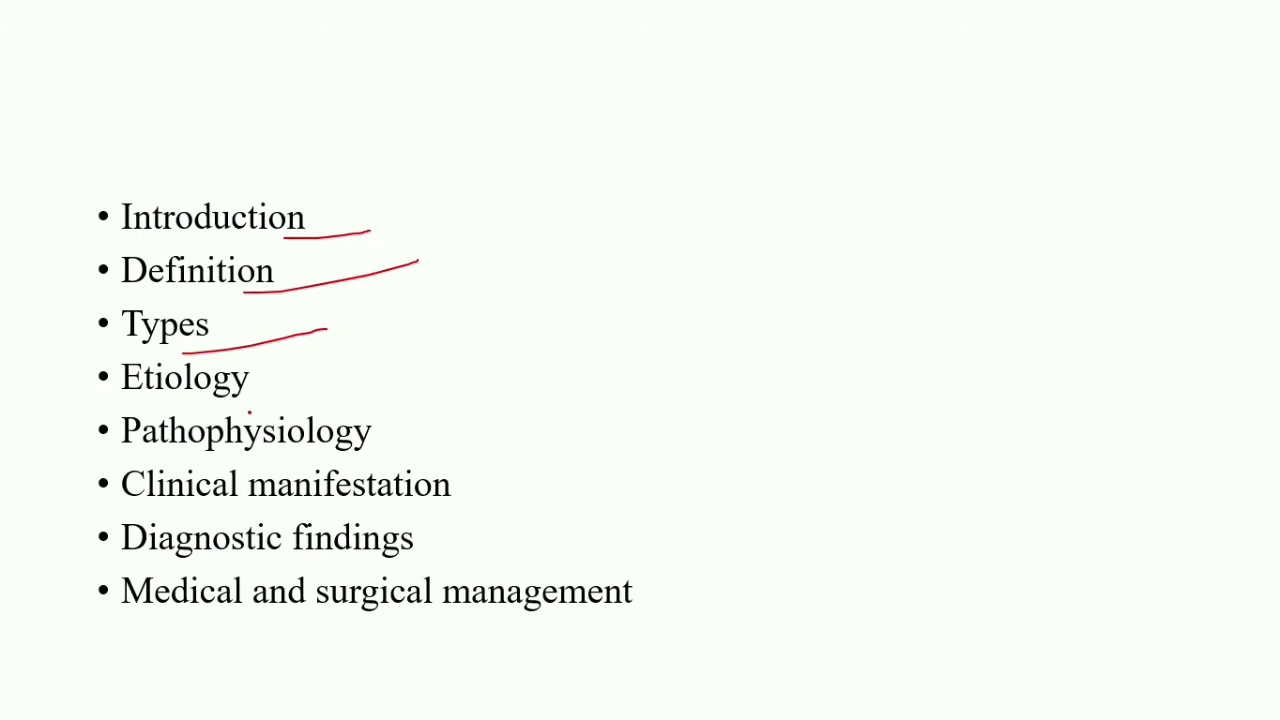 • Introduction
• Definition
• Types
• Etiology
• Pathophysiology
• Clinical manifestation
• Diagnostic findings
• Medical and surgical management